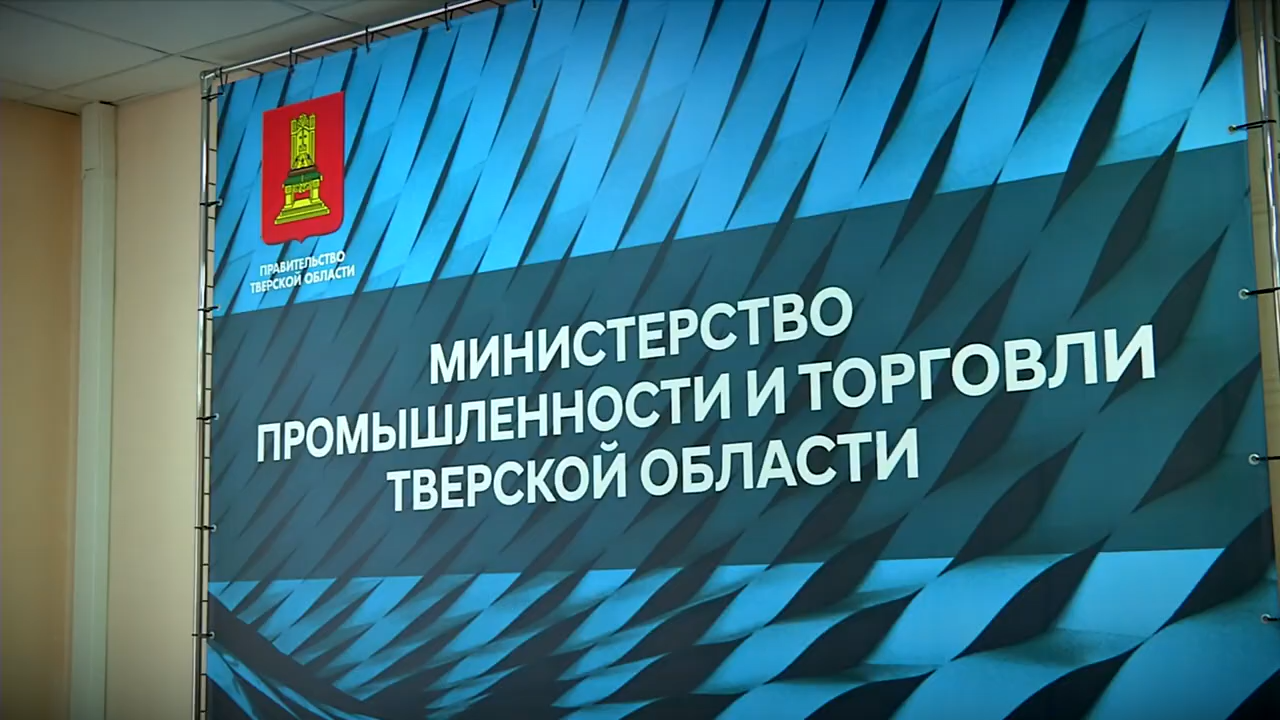 ПРАВИТЕЛЬСТВО
ТВЕРСКОЙ ОБЛАСТИ
МИНИСТЕРСТВО
ПРОМЫШЛЕННОСТИ И ТОРГОВЛИ
ТВЕРСКОЙ ОБЛАСТИ